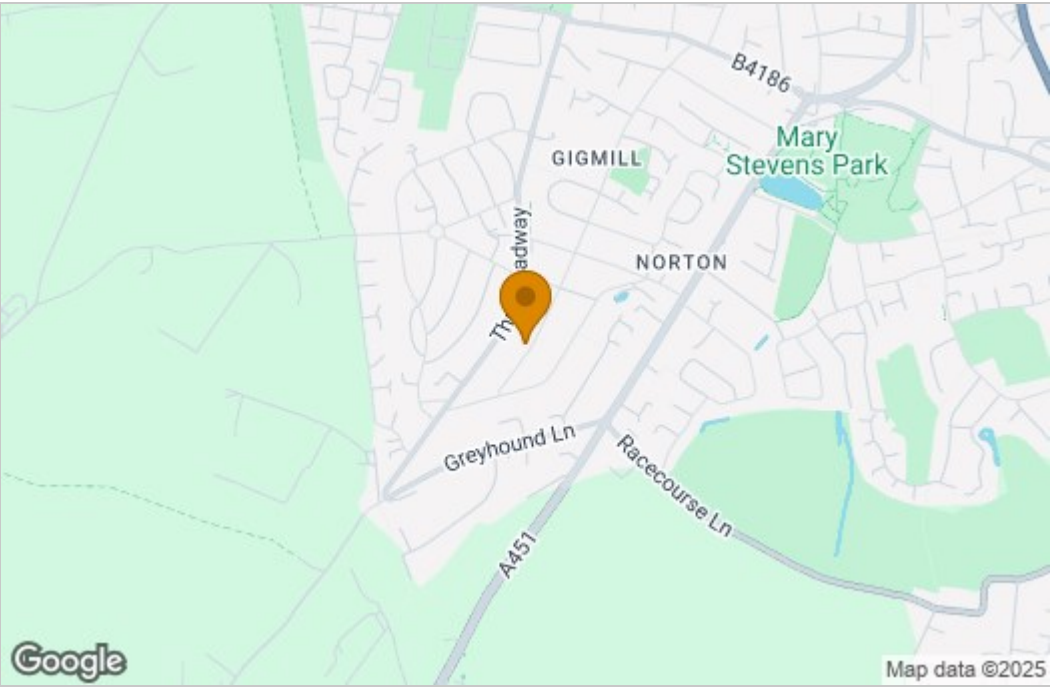 B4186
Mary
Stevens Park
GIGMILL
NORTON
Greyhound Ln
Racecourse Ln
A451
Google
Map data ©2025